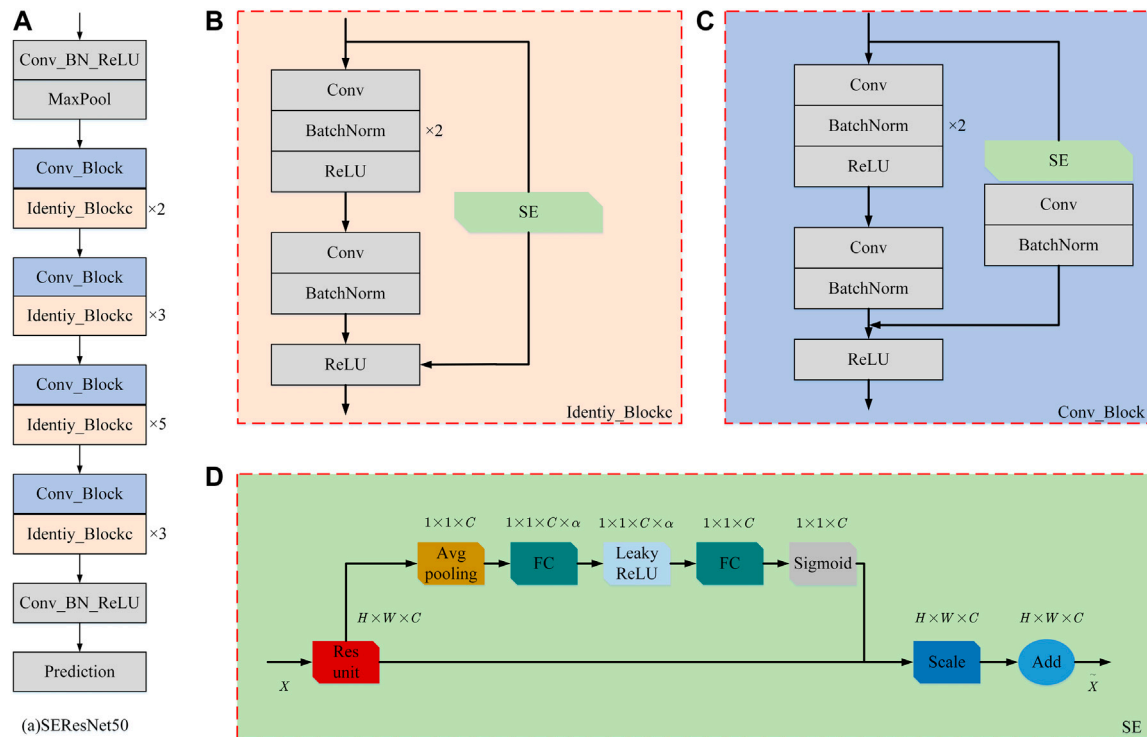 A
Conv_BN_ReLU
MaxPool
Conv_Block
Identiy_Blockc
×2
Conv_Block
Identiy_Blockc
×3
Conv_Block
Identiy_Blockc
×5
Conv_Block
Identiy_Blockc
×3
Conv_BN_ReLU
Prediction
(a)SEResNet50
B
Conv
BatchNorm
×2
ReLU
SE
Conv
BatchNorm
ReLU
Identiy_Blockc
C
Conv
BatchNorm
×2
ReLU
SE
Conv
BatchNorm
Conv
BatchNorm
ReLU
Conv_Block
D
1×1×C
1×1×C×α
1×1×C×α
1×1×C
1×1×C
Avg
pooling
FC
Leaky
ReLU
FC
Sigmoid
H×W×C
H×W×C
H×W×C
Res
unit
Scale
Add
X
X̃
SE